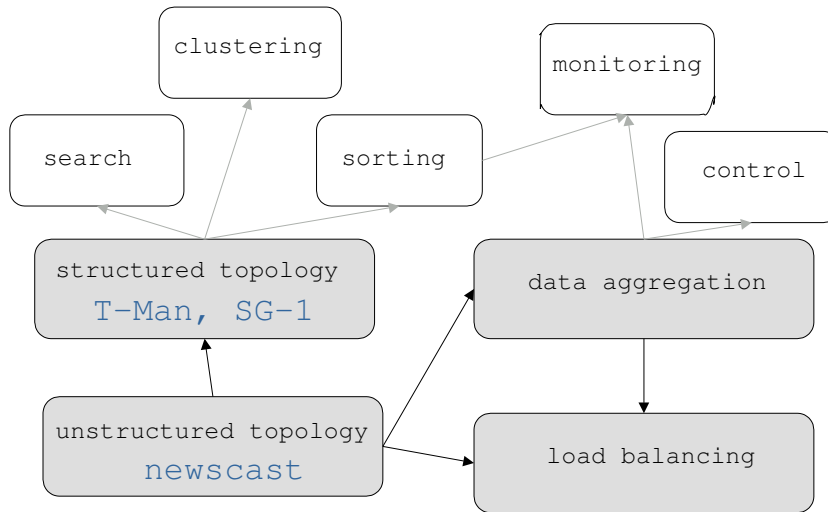 clustering
monitoring
search
sorting
control
structured topology
T-Man, SG-1
data aggregation
unstructured topology
newscast
load balancing